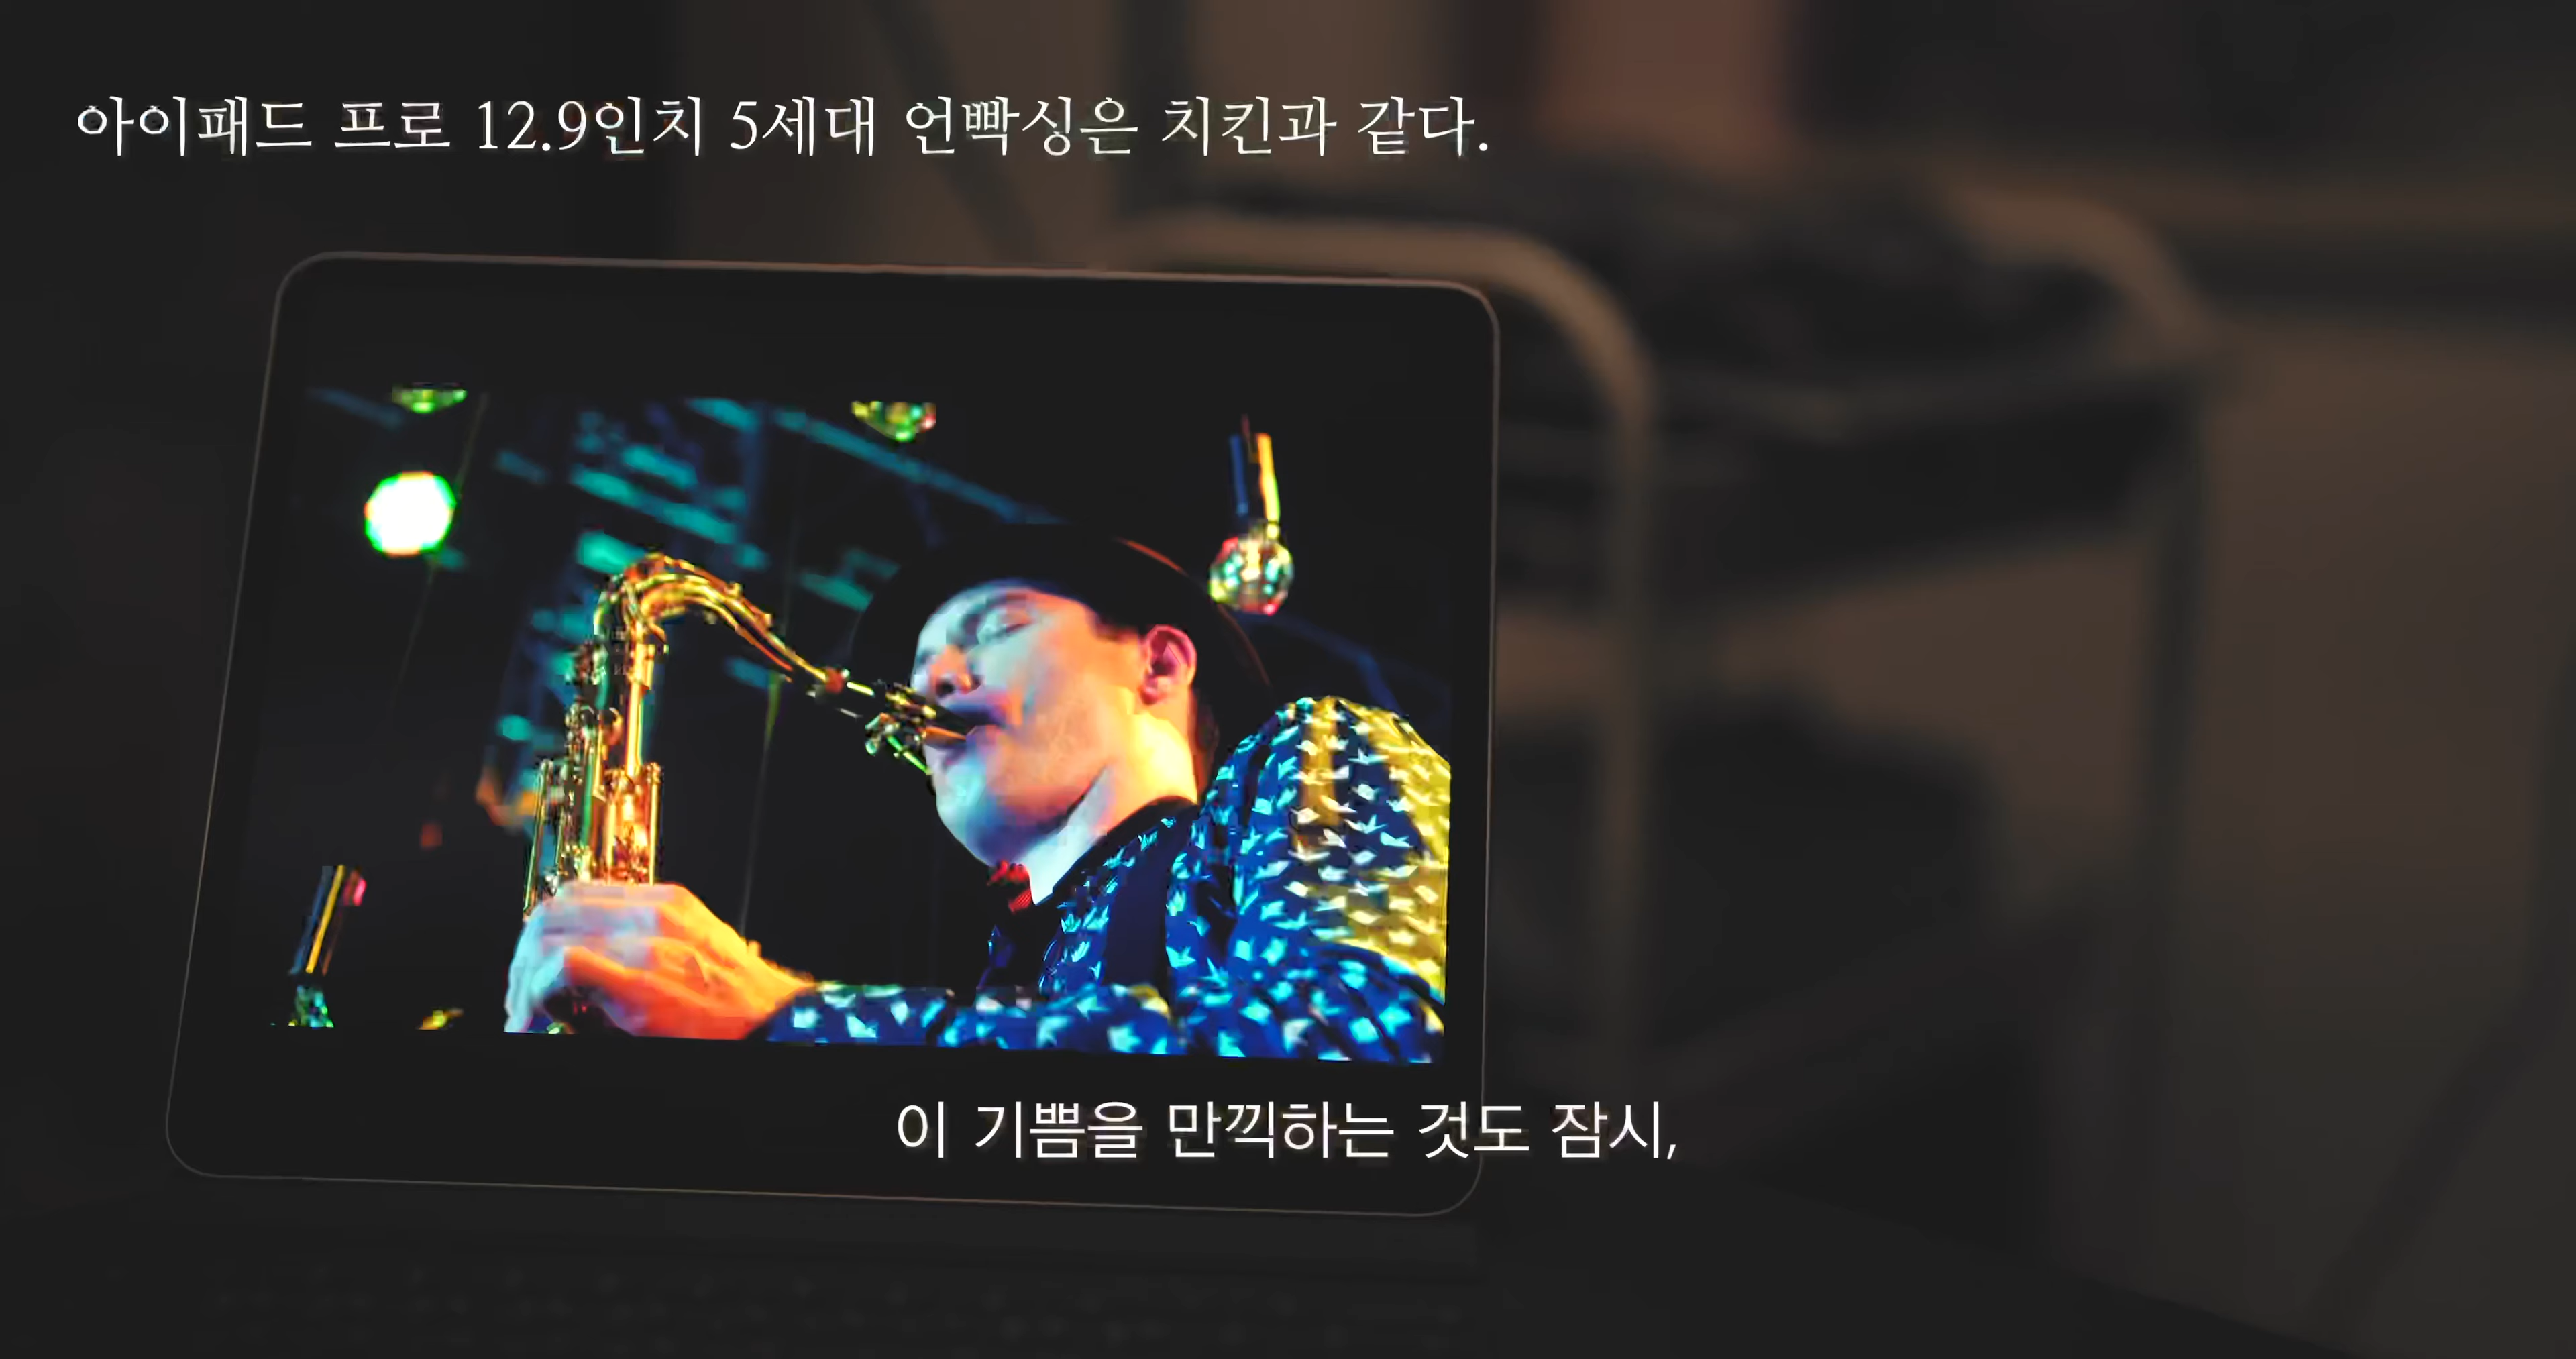 아이패드 프로 12.9인치 5세대 언빡싱은 치킨과 같다.
이 기쁨을 만끽하는 것도 잠시,